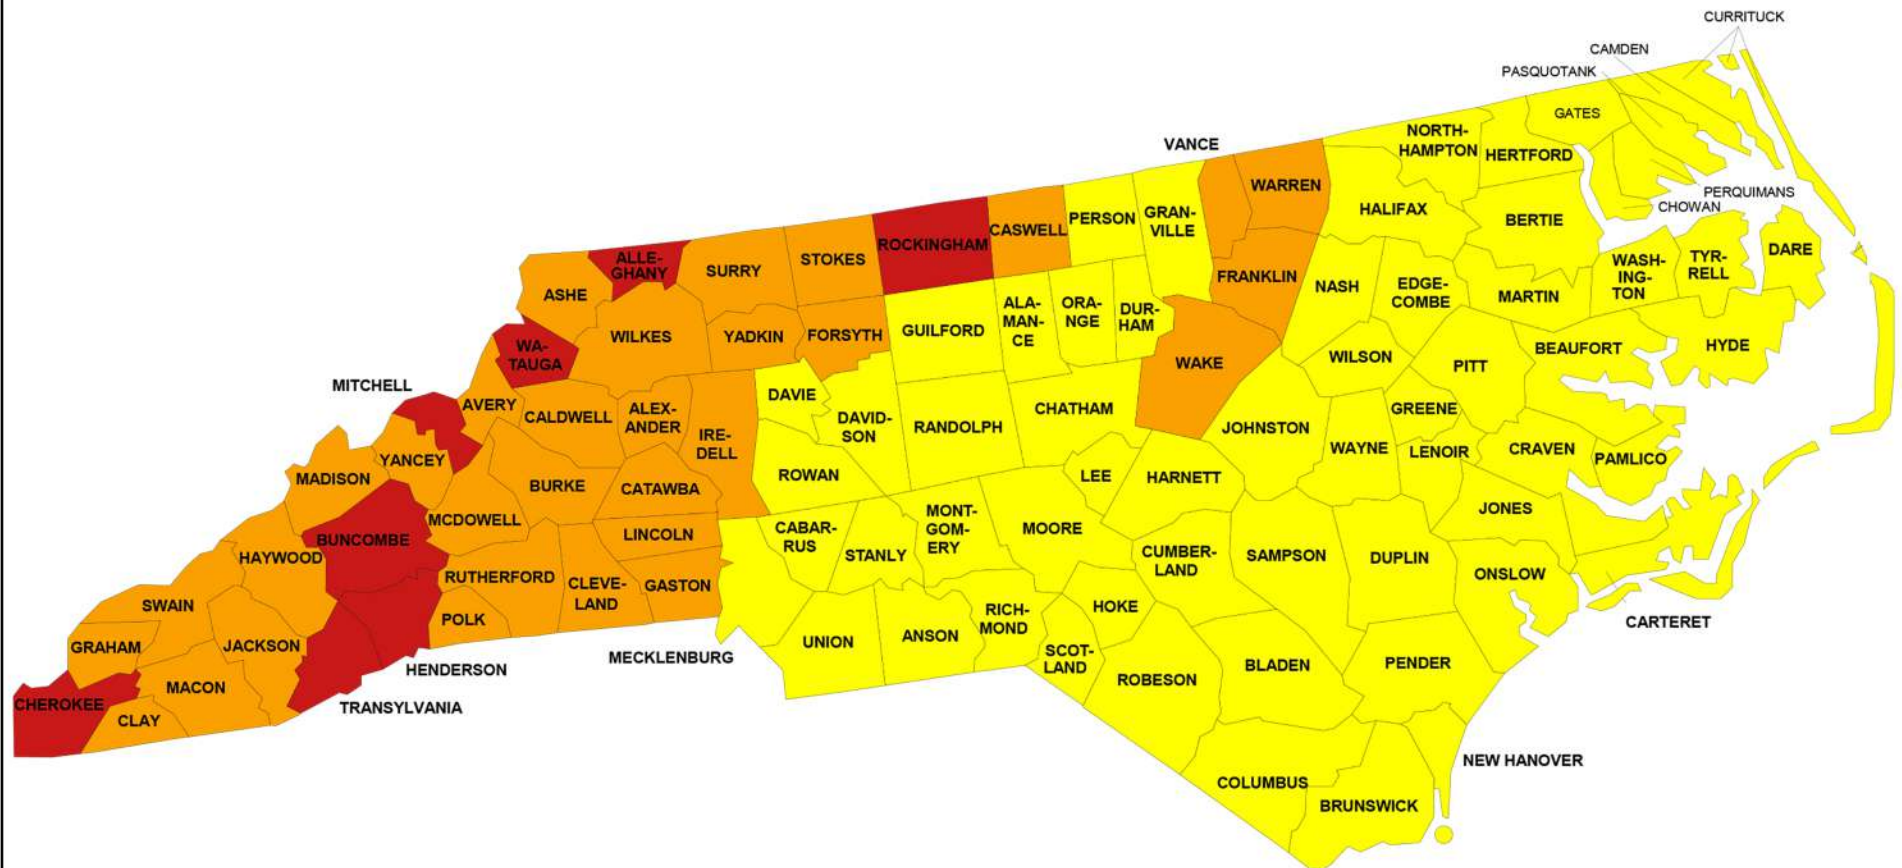 CURRITUCK
CAMDEN
PASQUOTANK
GATES
VANCE
NORTH-
HAMPTON
HERTFORD
WARREN
PERQUIMANS
CHOWAN
HALIFAX
BERTIE
PERSON
GRAN-
VILLE
CASWELL
ROCKINGHAM
STOKES
SURRY
ALLE-
GHANY
ASHE
WASH-
ING-
TON
TYR-
RELL
DARE
FRANKLIN
NASH
EDGE-
COMBE
MARTIN
ALA-
MAN-
CE
ORA-
NGE
DUR-
HAM
GUILFORD
FORSYTH
YADKIN
WILKES
WA-
TAUGA
WAKE
WILSON
PITT
BEAUFORT
HYDE
MITCHELL
AVERY
CALDWELL
ALEX-
ANDER
IRE-
DELL
DAVIE
DAVID-
SON
RANDOLPH
CHATHAM
JOHNSTON
GREENE
WAYNE
LENOIR
CRAVEN
PAMLICO
YANCEY
MADISON
BURKE
CATAWBA
ROWAN
LEE
HARNETT
JONES
MCDOWELL
BUNCOMBE
HAYWOOD
LINCOLN
CABAR-
RUS
STANLY
MONT-
GOM-
ERY
MOORE
CUMBER-
LAND
SAMPSON
DUPLIN
ONSLOW
RUTHERFORD
CLEVE-
LAND
GASTON
SWAIN
POLK
GRAHAM
JACKSON
HENDERSON
MECKLENBURG
UNION
ANSON
RICH-
MOND
HOKE
SCOT-
LAND
CARTERET
CHEROKEE
MACON
CLAY
TRANSYLVANIA
ROBESON
BLADEN
PENDER
NEW HANOVER
COLUMBUS
BRUNSWICK